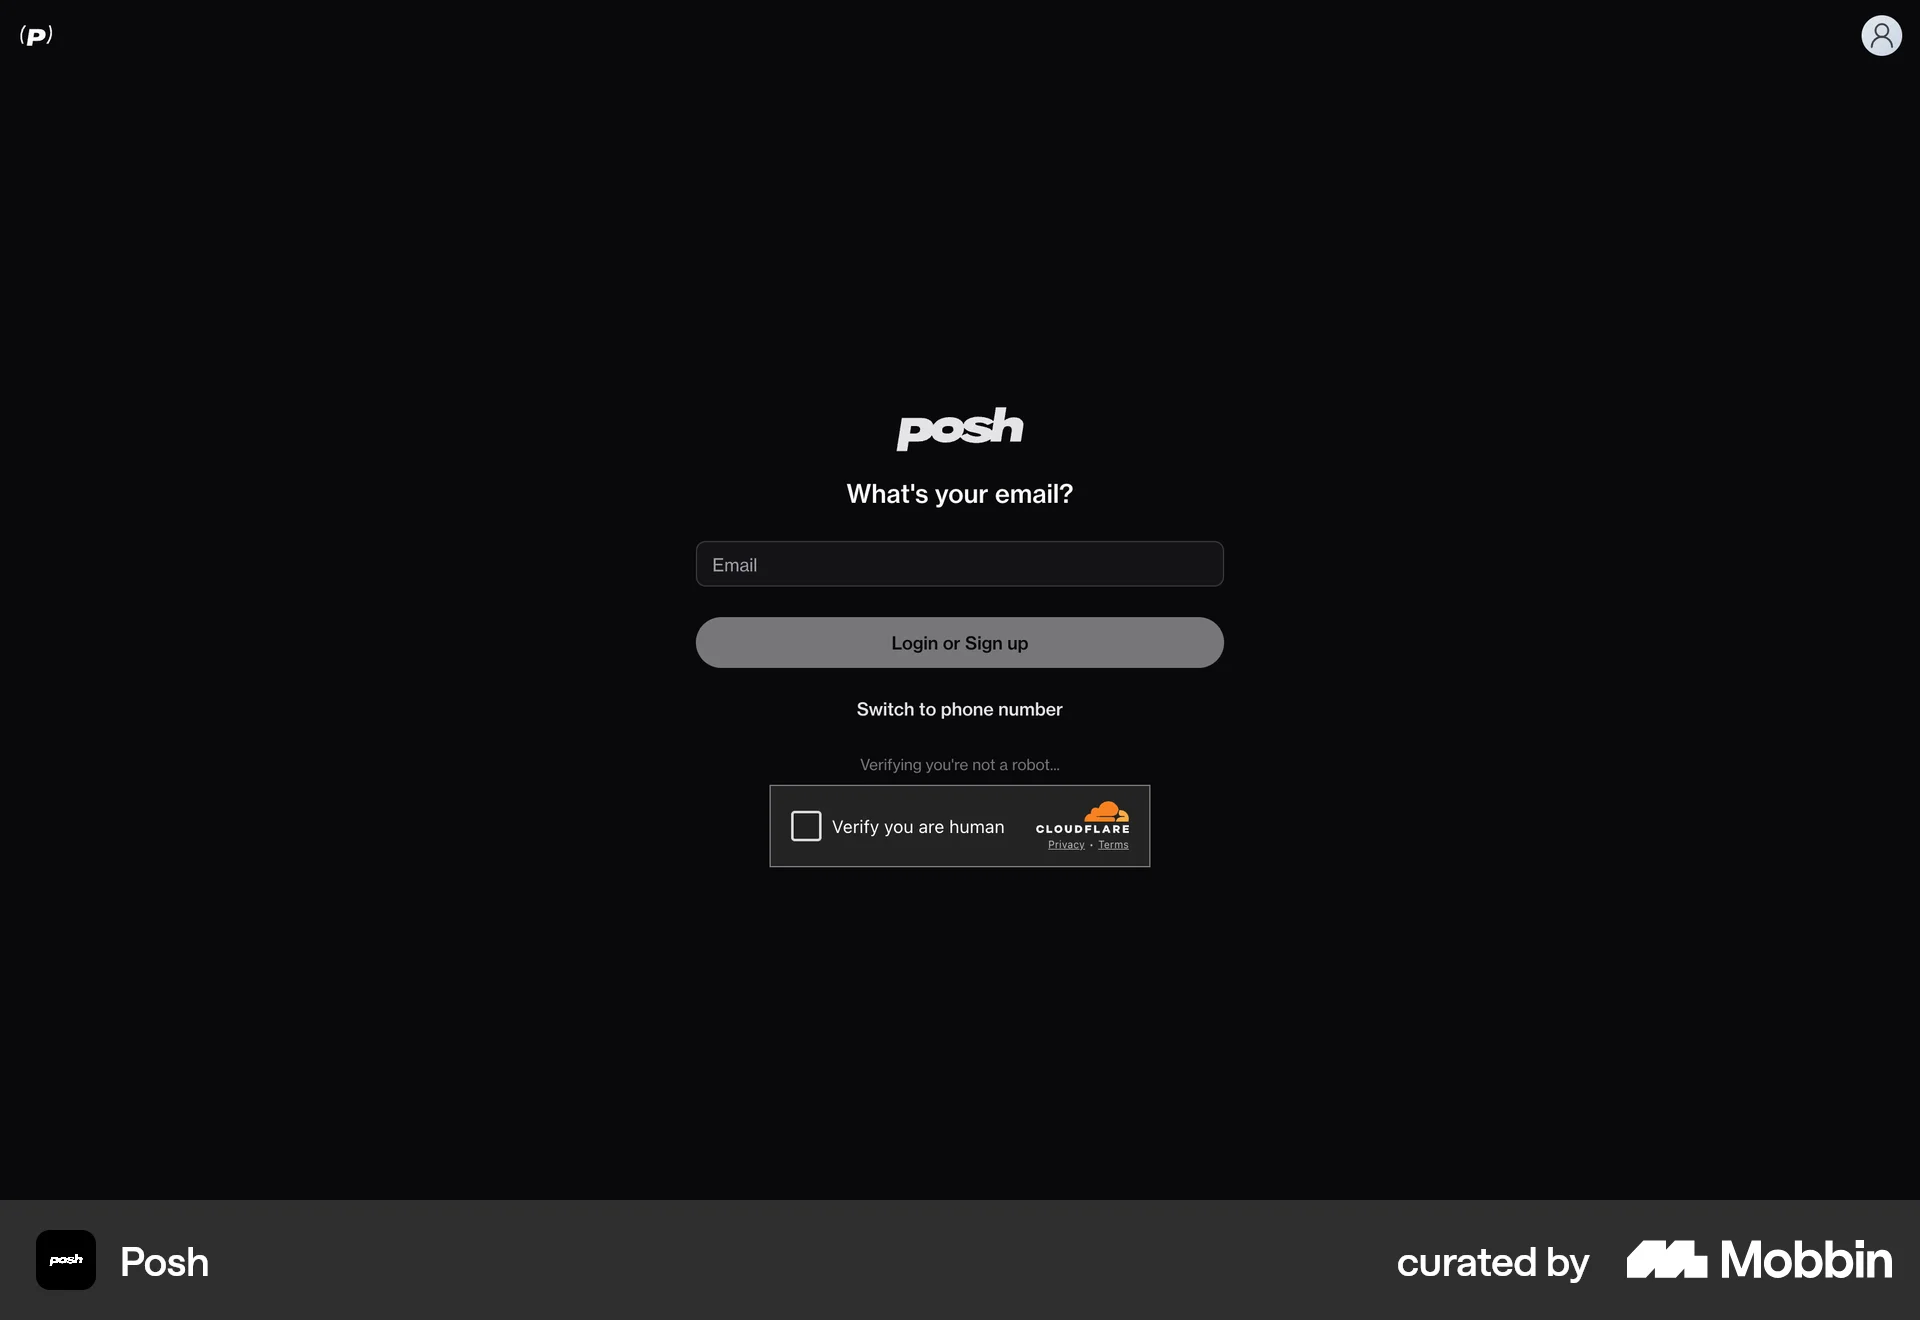 (P)
posh
What's your email?
Email
Login or Sign up
Switch to phone number
Verifying you're not a robot...
Verify you are human
CLOUDFLARE
Privacy • Terms
posh
Posh
curated by Mobbin